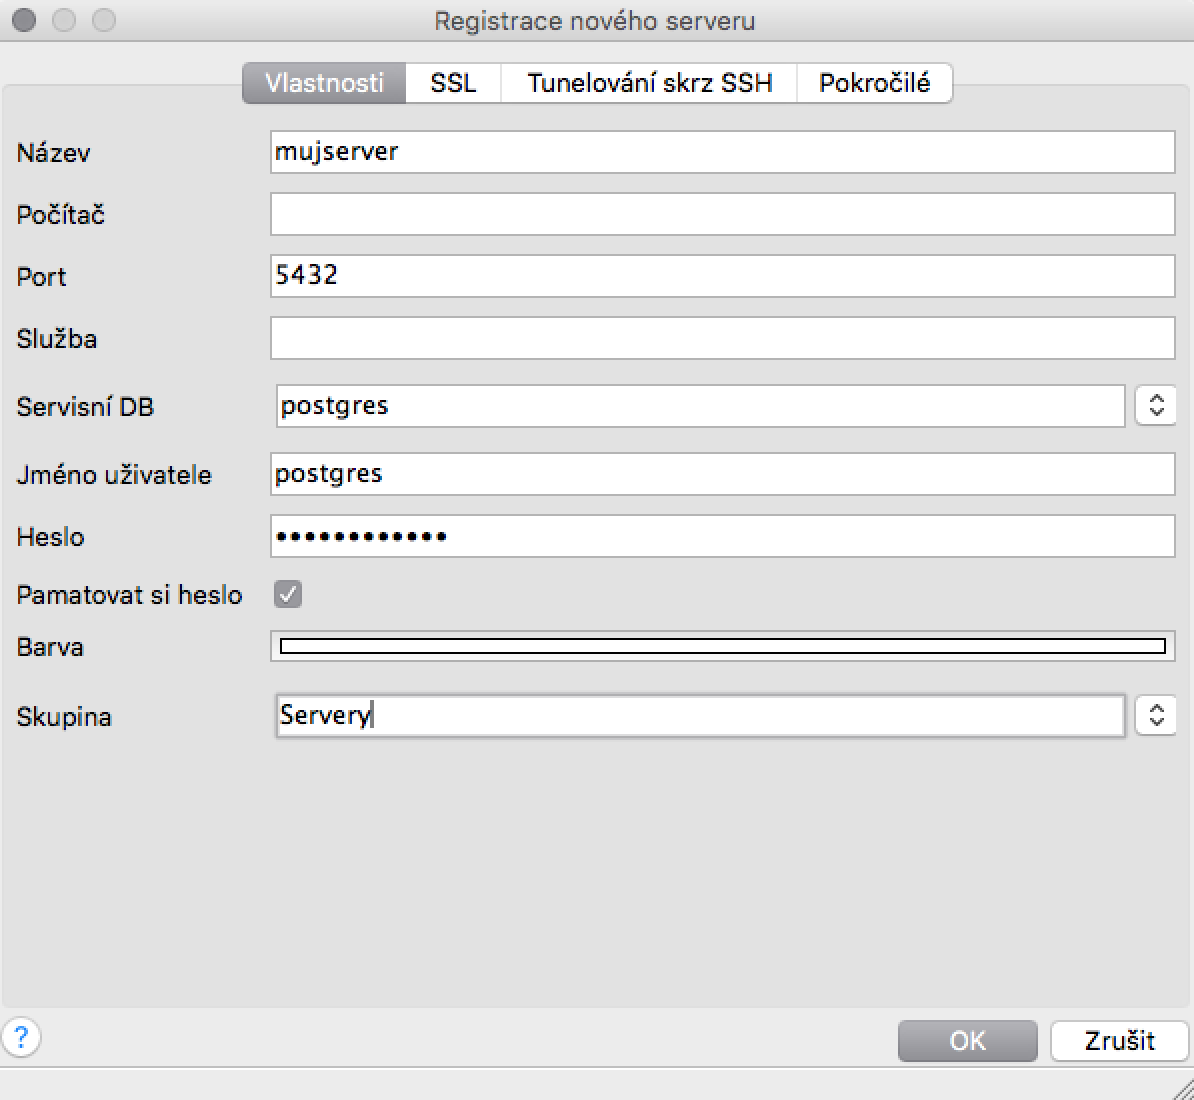 Registrace nového serveru
Vlastnosti SSL Tunelování skrz SSH Pokročilé
Název mujserver
Počítač
Port 5432
Služba
Servisní DB postgres
Jméno uživatele postgres
Heslo ••••••••••••
Pamatovat si heslo
Barva
Skupina Servery
? OK Zrušit